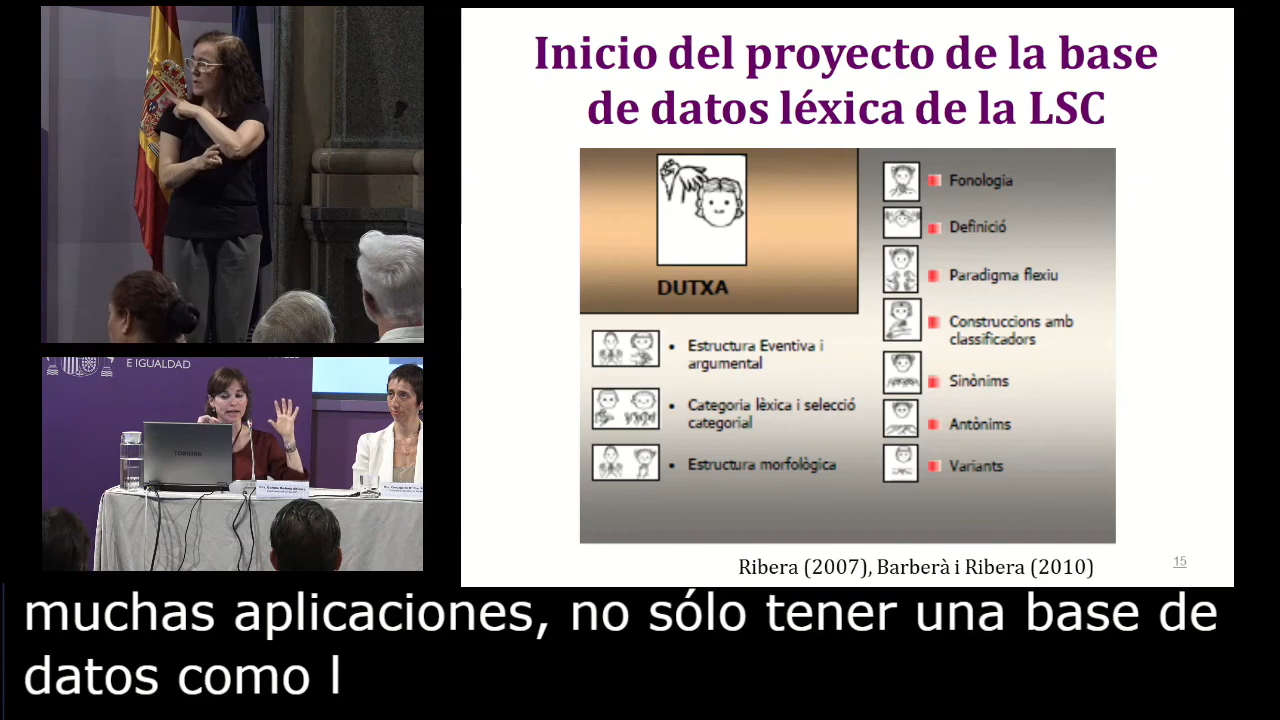 Inicio del proyecto de la base
de datos léxica de la LSC
DUTXA
Estructura Eventiva i
argumental
Categoria lèxica i selecció
categorial
Estructura morfològica
Fonologia
Definició
Paradigma flexiu
Construccions amb
classificadors
Sinònims
Antònims
Variants
Ribera (2007), Barberà i Ribera (2010)
15
E IGUALDAD
TOSHIBA
muchas aplicaciones, no sólo tener una base de
datos como l